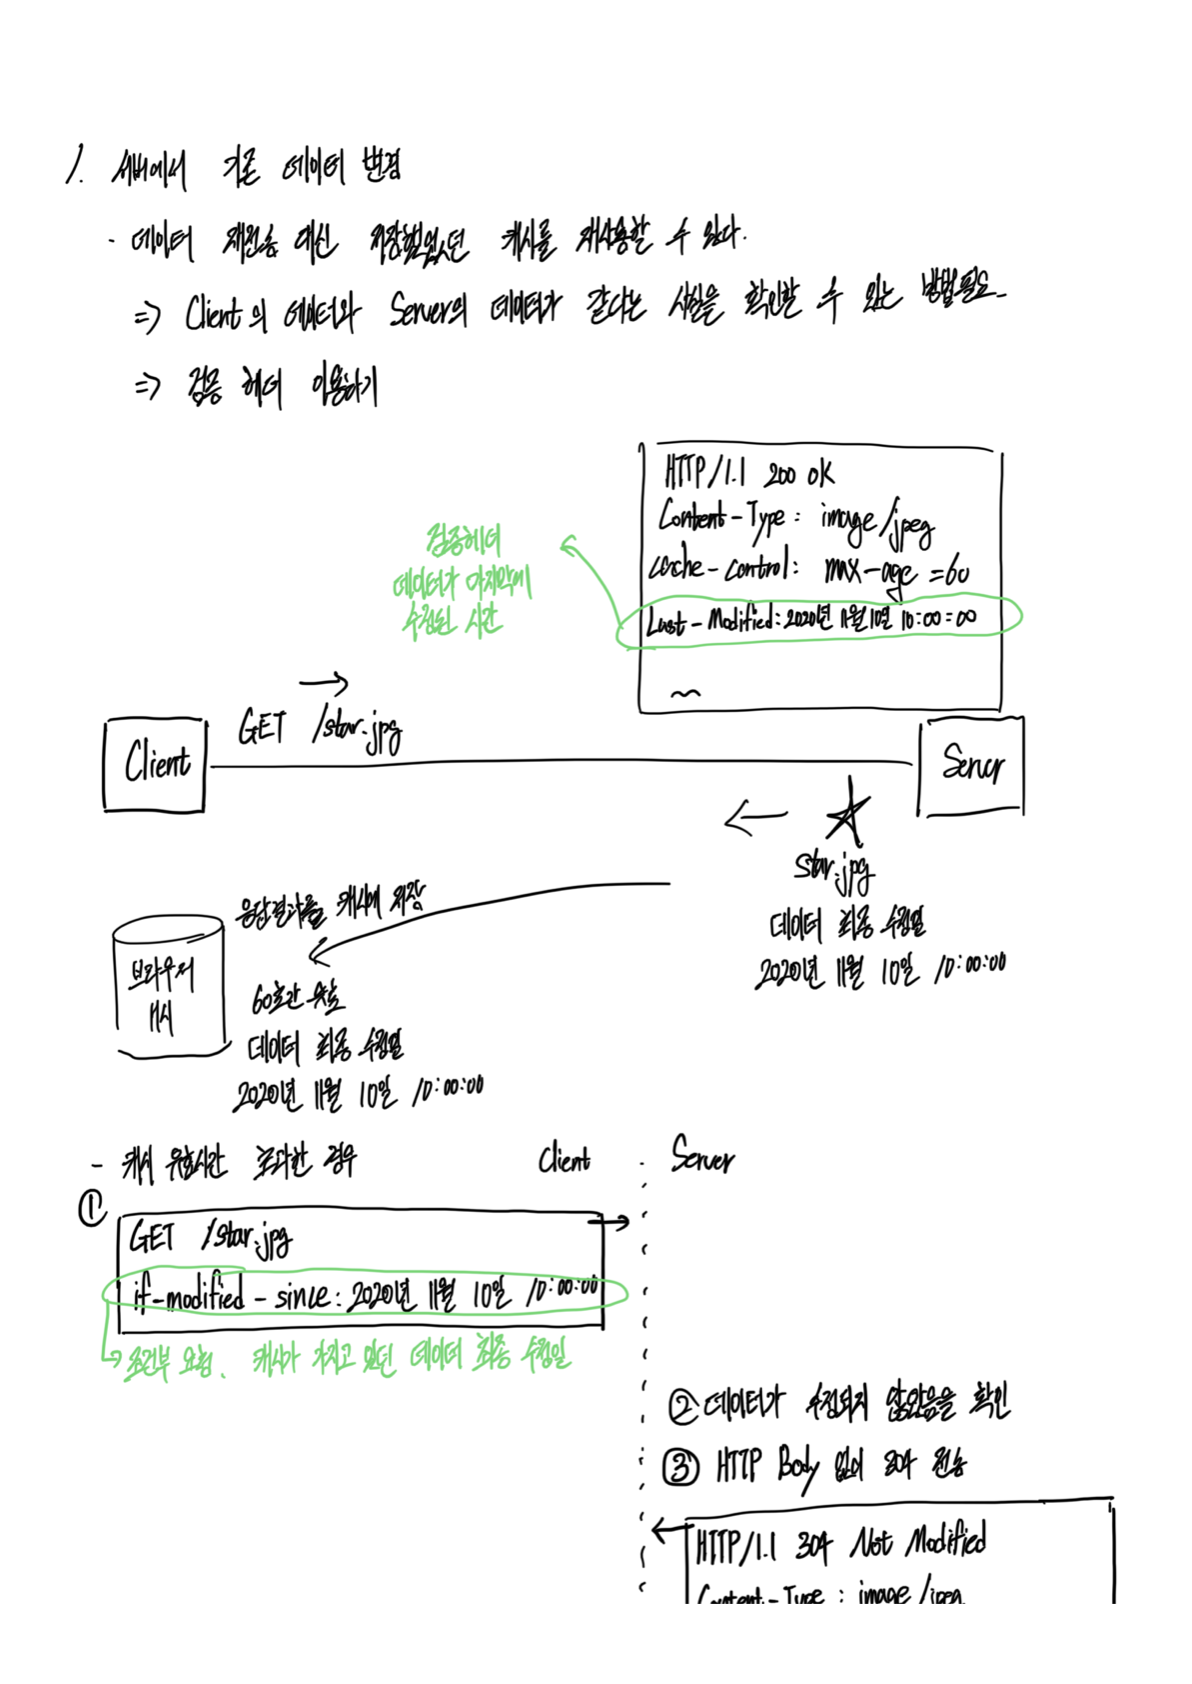 1. 서버에서 기존 데이터 변경
- 데이터 재전송 대신 저장했었던 캐시를 재사용할 수 있다.
=> Client의 데이터와 Server의 데이터가 같다는 사실을 확인할 수 있는 방법필요.
=> 검증 헤더 이용하기
HTTP/1.1 200 OK
Content-Type : image/jpeg
cache-control : max-age =60
Last-Modified : 2020년 11월 10일 10:00:00
검증헤더
데이터가 마지막에
수정된 시간
GET /star.jpg
Client
Server
star.jpg
데이터 최종 수정일
2020년 11월 10일 10:00:00
응답결과를 캐시에 저장
브라우저
캐시
60초간 유효
데이터 최종 수정일
2020년 11월 10일 10:00:00
- 캐시 유효시간 초과한 경우
Client
Server
①
GET /star.jpg
if-modified-since : 2020년 11월 10일 10:00:00
조건부 요청. 캐시가 가지고 있던 데이터 최종 수정일
② 데이터가 수정되지 않았음을 확인
③ HTTP Body 없이 304 전송
HTTP/1.1 304 Not Modified
Content-Type : image/jpeg